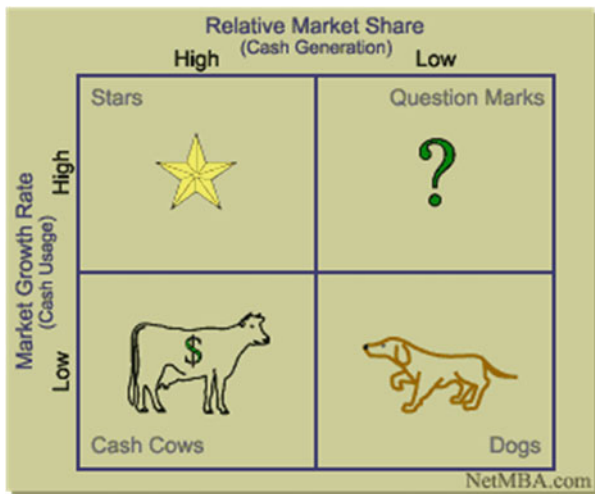 Relative Market Share
(Cash Generation)
High Low
Market Growth Rate
(Cash Usage)
High
Low
Stars
Question Marks
?
$
Cash Cows
Dogs
NetMBA.com